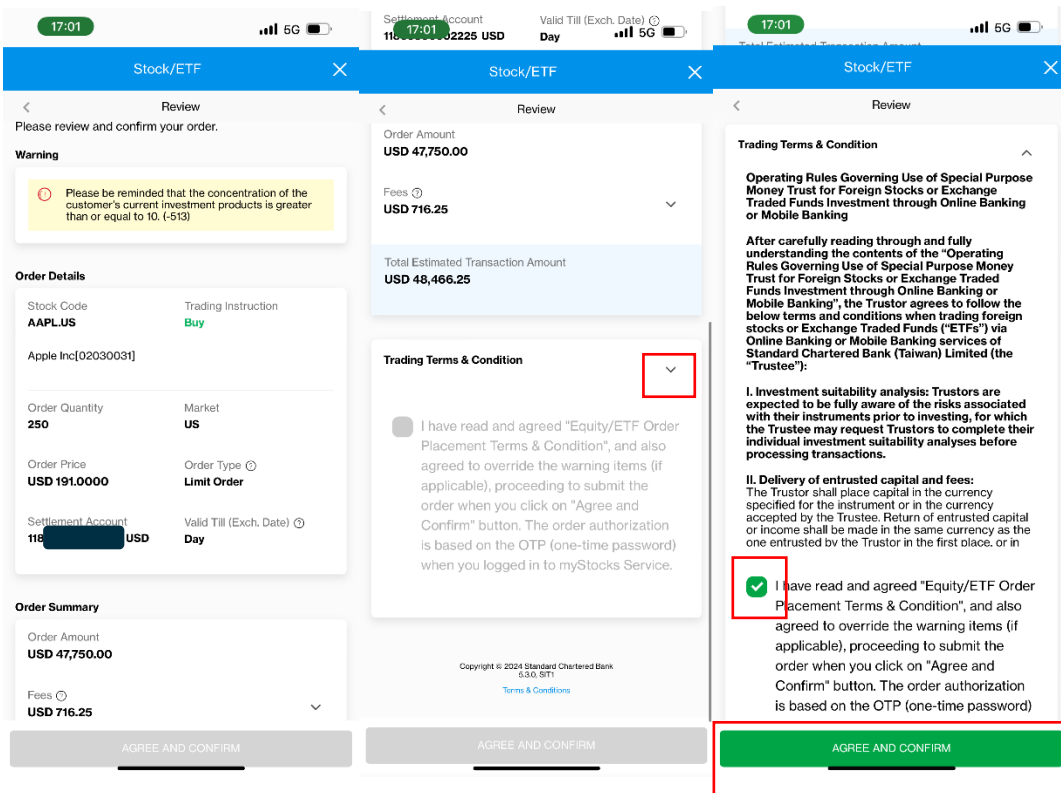 17:01
5G
Stock/ETF
Review
Please review and confirm your order.
Warning
Please be reminded that the concentration of the
customer's current investment products is greater
than or equal to 10. (-513)
Order Details
Stock Code
Trading Instruction
AAPL.US
Buy
Apple Inc[02030031]
Order Quantity
Market
250
US
Order Price
Order Type
USD 191.0000
Limit Order
Settlement Account
Valid Till (Exch. Date)
118
USD
Day
Order Summary
Order Amount
USD 47,750.00
Fees
USD 716.25
AGREE AND CONFIRM
Settlement Account
Valid Till (Exch. Date)
17:01
2225 USD
Day
5G
Stock/ETF
Review
Order Amount
USD 47,750.00
Fees
USD 716.25
Total Estimated Transaction Amount
USD 48,466.25
Trading Terms & Condition
I have read and agreed "Equity/ETF Order
Placement Terms & Condition", and also
agreed to override the warning items (if
applicable), proceeding to submit the
order when you click on "Agree and
Confirm" button. The order authorization
is based on the OTP (one-time password)
when you logged in to myStocks Service.
Copyright © 2024 Standard Chartered Bank
5.3.0, SIT1
Terms & Conditions
AGREE AND CONFIRM
17:01
5G
Total Estimated Transaction Amount
Stock/ETF
Review
Trading Terms & Condition
Operating Rules Governing Use of Special Purpose
Money Trust for Foreign Stocks or Exchange
Traded Funds Investment through Online Banking
or Mobile Banking
After carefully reading through and fully
understanding the contents of the "Operating
Rules Governing Use of Special Purpose Money
Trust for Foreign Stocks or Exchange Traded
Funds Investment through Online Banking or
Mobile Banking", the Trustor agrees to follow the
below terms and conditions when trading foreign
stocks or Exchange Traded Funds ("ETFs") via
Online Banking or Mobile Banking services of
Standard Chartered Bank (Taiwan) Limited (the
"Trustee"):
I. Investment suitability analysis: Trustors are
expected to be fully aware of the risks associated
with their instruments prior to investing, for which
the Trustee may request Trustors to complete their
individual investment suitability analyses before
processing transactions.
II. Delivery of entrusted capital and fees:
The Trustor shall place capital in the currency
specified for the instrument or in the currency
accepted by the Trustee. Return of entrusted capital
or income shall be made in the same currency as the
one entrusted by the Trustor in the first place, or in
I have read and agreed "Equity/ETF Order
Placement Terms & Condition", and also
agreed to override the warning items (if
applicable), proceeding to submit the
order when you click on "Agree and
Confirm" button. The order authorization
is based on the OTP (one-time password)
AGREE AND CONFIRM